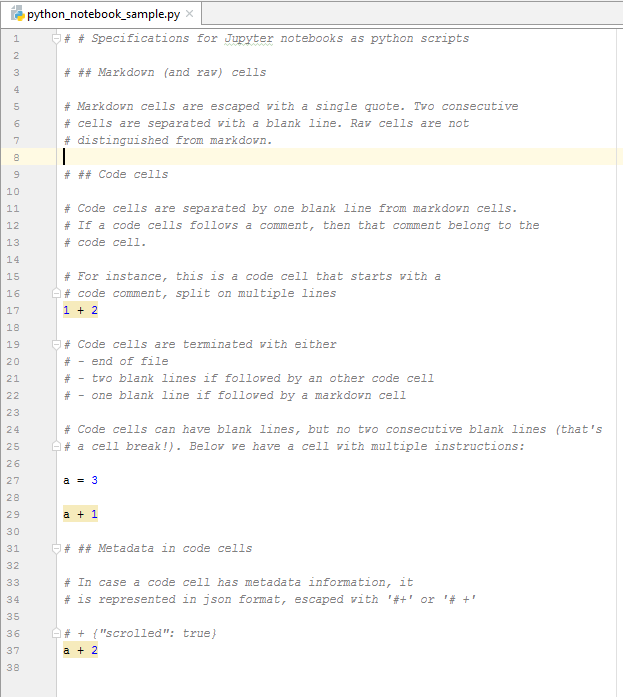 python_notebook_sample.py ×
1 # # Specifications for Jupyter notebooks as python scripts
2
3 # ## Markdown (and raw) cells
4
5 # Markdown cells are escaped with a single quote. Two consecutive
6 # cells are separated with a blank line. Raw cells are not
7 # distinguished from markdown.
8
9 # ## Code cells
10
11 # Code cells are separated by one blank line from markdown cells.
12 # If a code cells follows a comment, then that comment belong to the
13 # code cell.
14
15 # For instance, this is a code cell that starts with a
16 # code comment, split on multiple lines
17 1 + 2
18
19 # Code cells are terminated with either
20 # - end of file
21 # - two blank lines if followed by an other code cell
22 # - one blank line if followed by a markdown cell
23
24 # Code cells can have blank lines, but no two consecutive blank lines (that's
25 # a cell break!). Below we have a cell with multiple instructions:
26
27 a = 3
28
29 a + 1
30
31 # ## Metadata in code cells
32
33 # In case a code cell has metadata information, it
34 # is represented in json format, escaped with '#+' or '# +'
35
36 # + {"scrolled": true}
37 a + 2
38